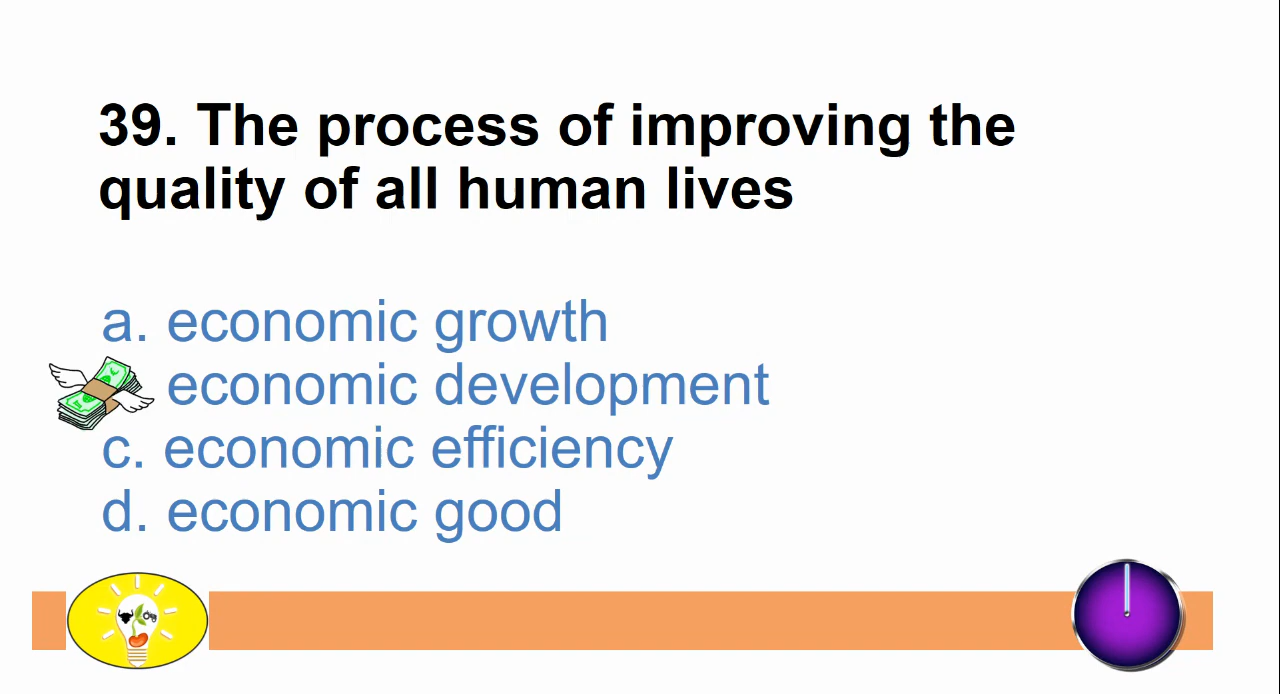 39. The process of improving the
quality of all human lives
a. economic growth
economic development
c. economic efficiency
d. economic good